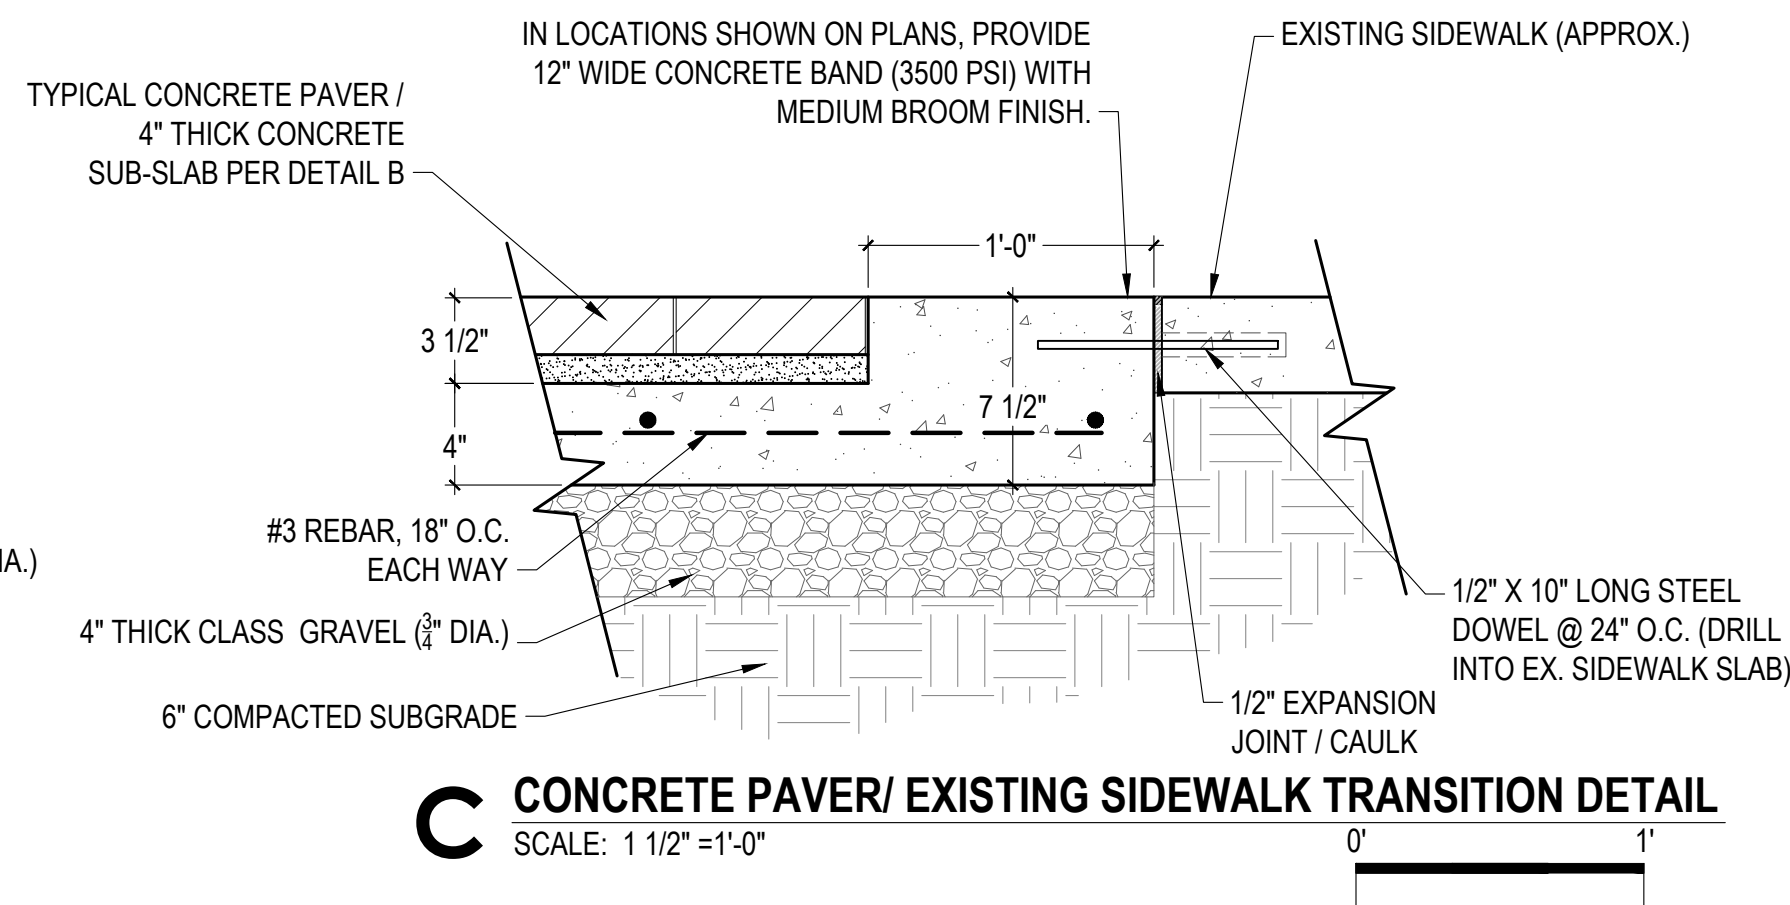 IN LOCATIONS SHOWN ON PLANS, PROVIDE
12" WIDE CONCRETE BAND (3500 PSI) WITH
MEDIUM BROOM FINISH.
EXISTING SIDEWALK (APPROX.)
TYPICAL CONCRETE PAVER /
4" THICK CONCRETE
SUB-SLAB PER DETAIL B
1'-0"
3 1/2"
7 1/2"
4"
#3 REBAR, 18" O.C.
EACH WAY
IA.)
4" THICK CLASS GRAVEL (3/4" DIA.)
6" COMPACTED SUBGRADE
1/2" X 10" LONG STEEL
DOWEL @ 24" O.C. (DRILL
INTO EX. SIDEWALK SLAB)
1/2" EXPANSION
JOINT / CAULK
C CONCRETE PAVER/ EXISTING SIDEWALK TRANSITION DETAIL
SCALE: 1 1/2" =1'-0"
0' 1'